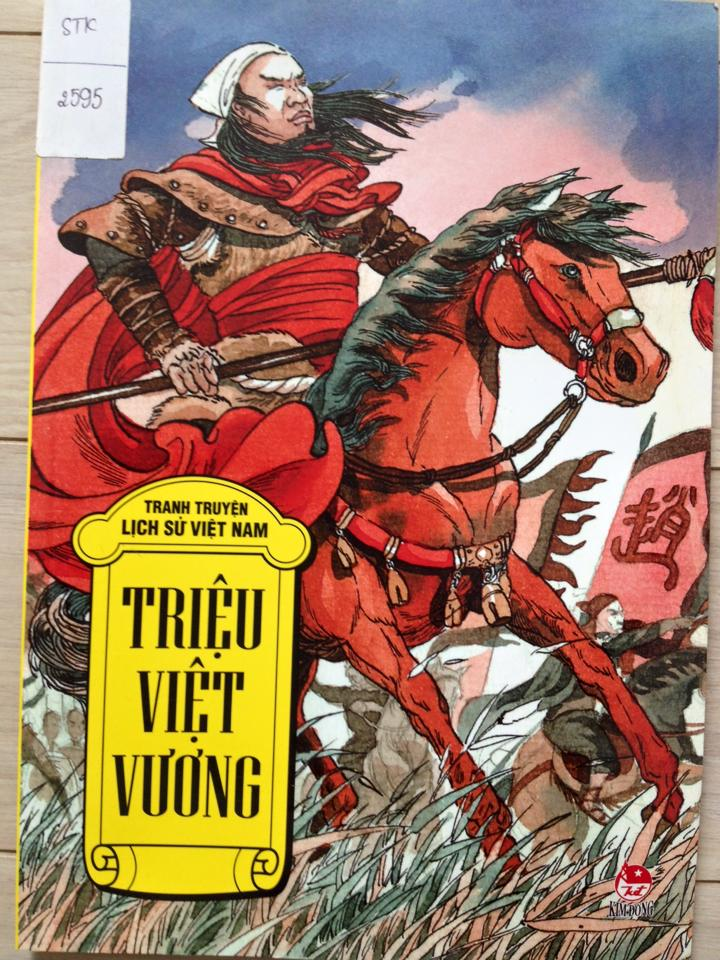 STK
2595
TRANH TRUYỆN
LỊCH SỬ VIỆT NAM
TRIỆU
VIỆT
VƯƠNG
趙
KIM ĐỒNG